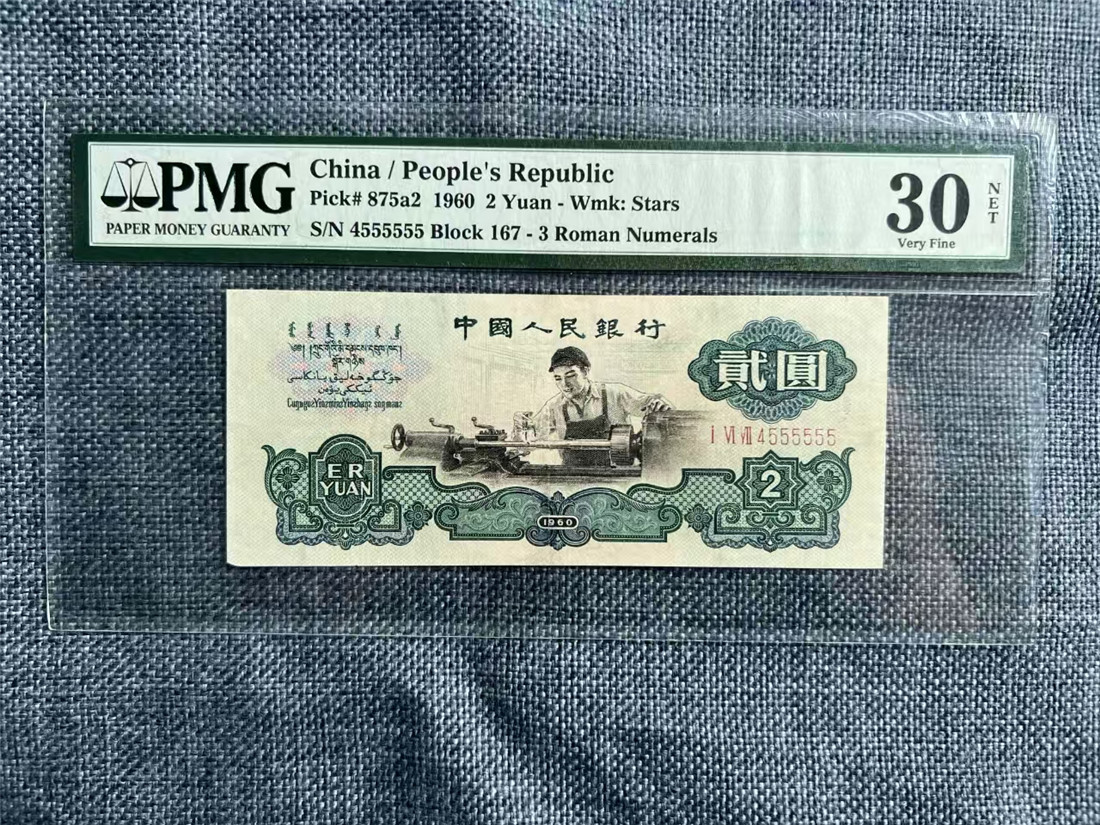 PMG
PAPER MONEY GUARANTY
China / People's Republic
Pick# 875a2 1960 2 Yuan - Wmk: Stars
S/N 4555555 Block 167 - 3 Roman Numerals
30
Very Fine
NET
中國人民銀行
貳圓
I VI VII 4555555
ER
YUAN
1960
2